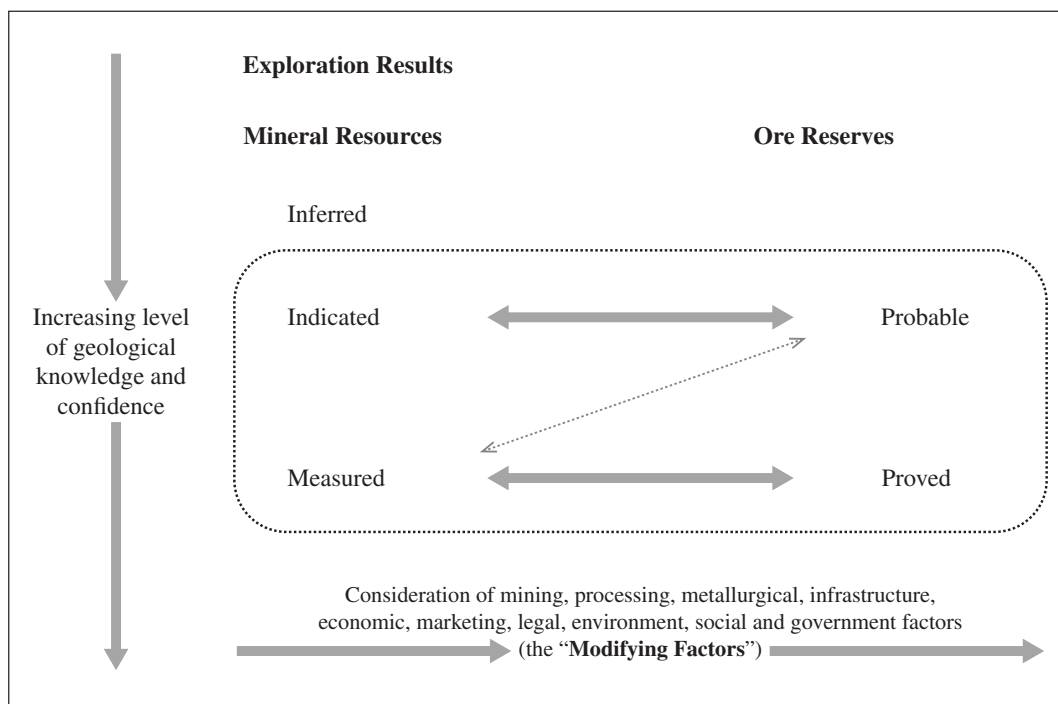 Exploration Results
Mineral Resources
Ore Reserves
Inferred
Increasing level
of geological
knowledge and
confidence
Indicated
Probable
Measured
Proved
Consideration of mining, processing, metallurgical, infrastructure,
economic, marketing, legal, environment, social and government factors
(the “Modifying Factors”)